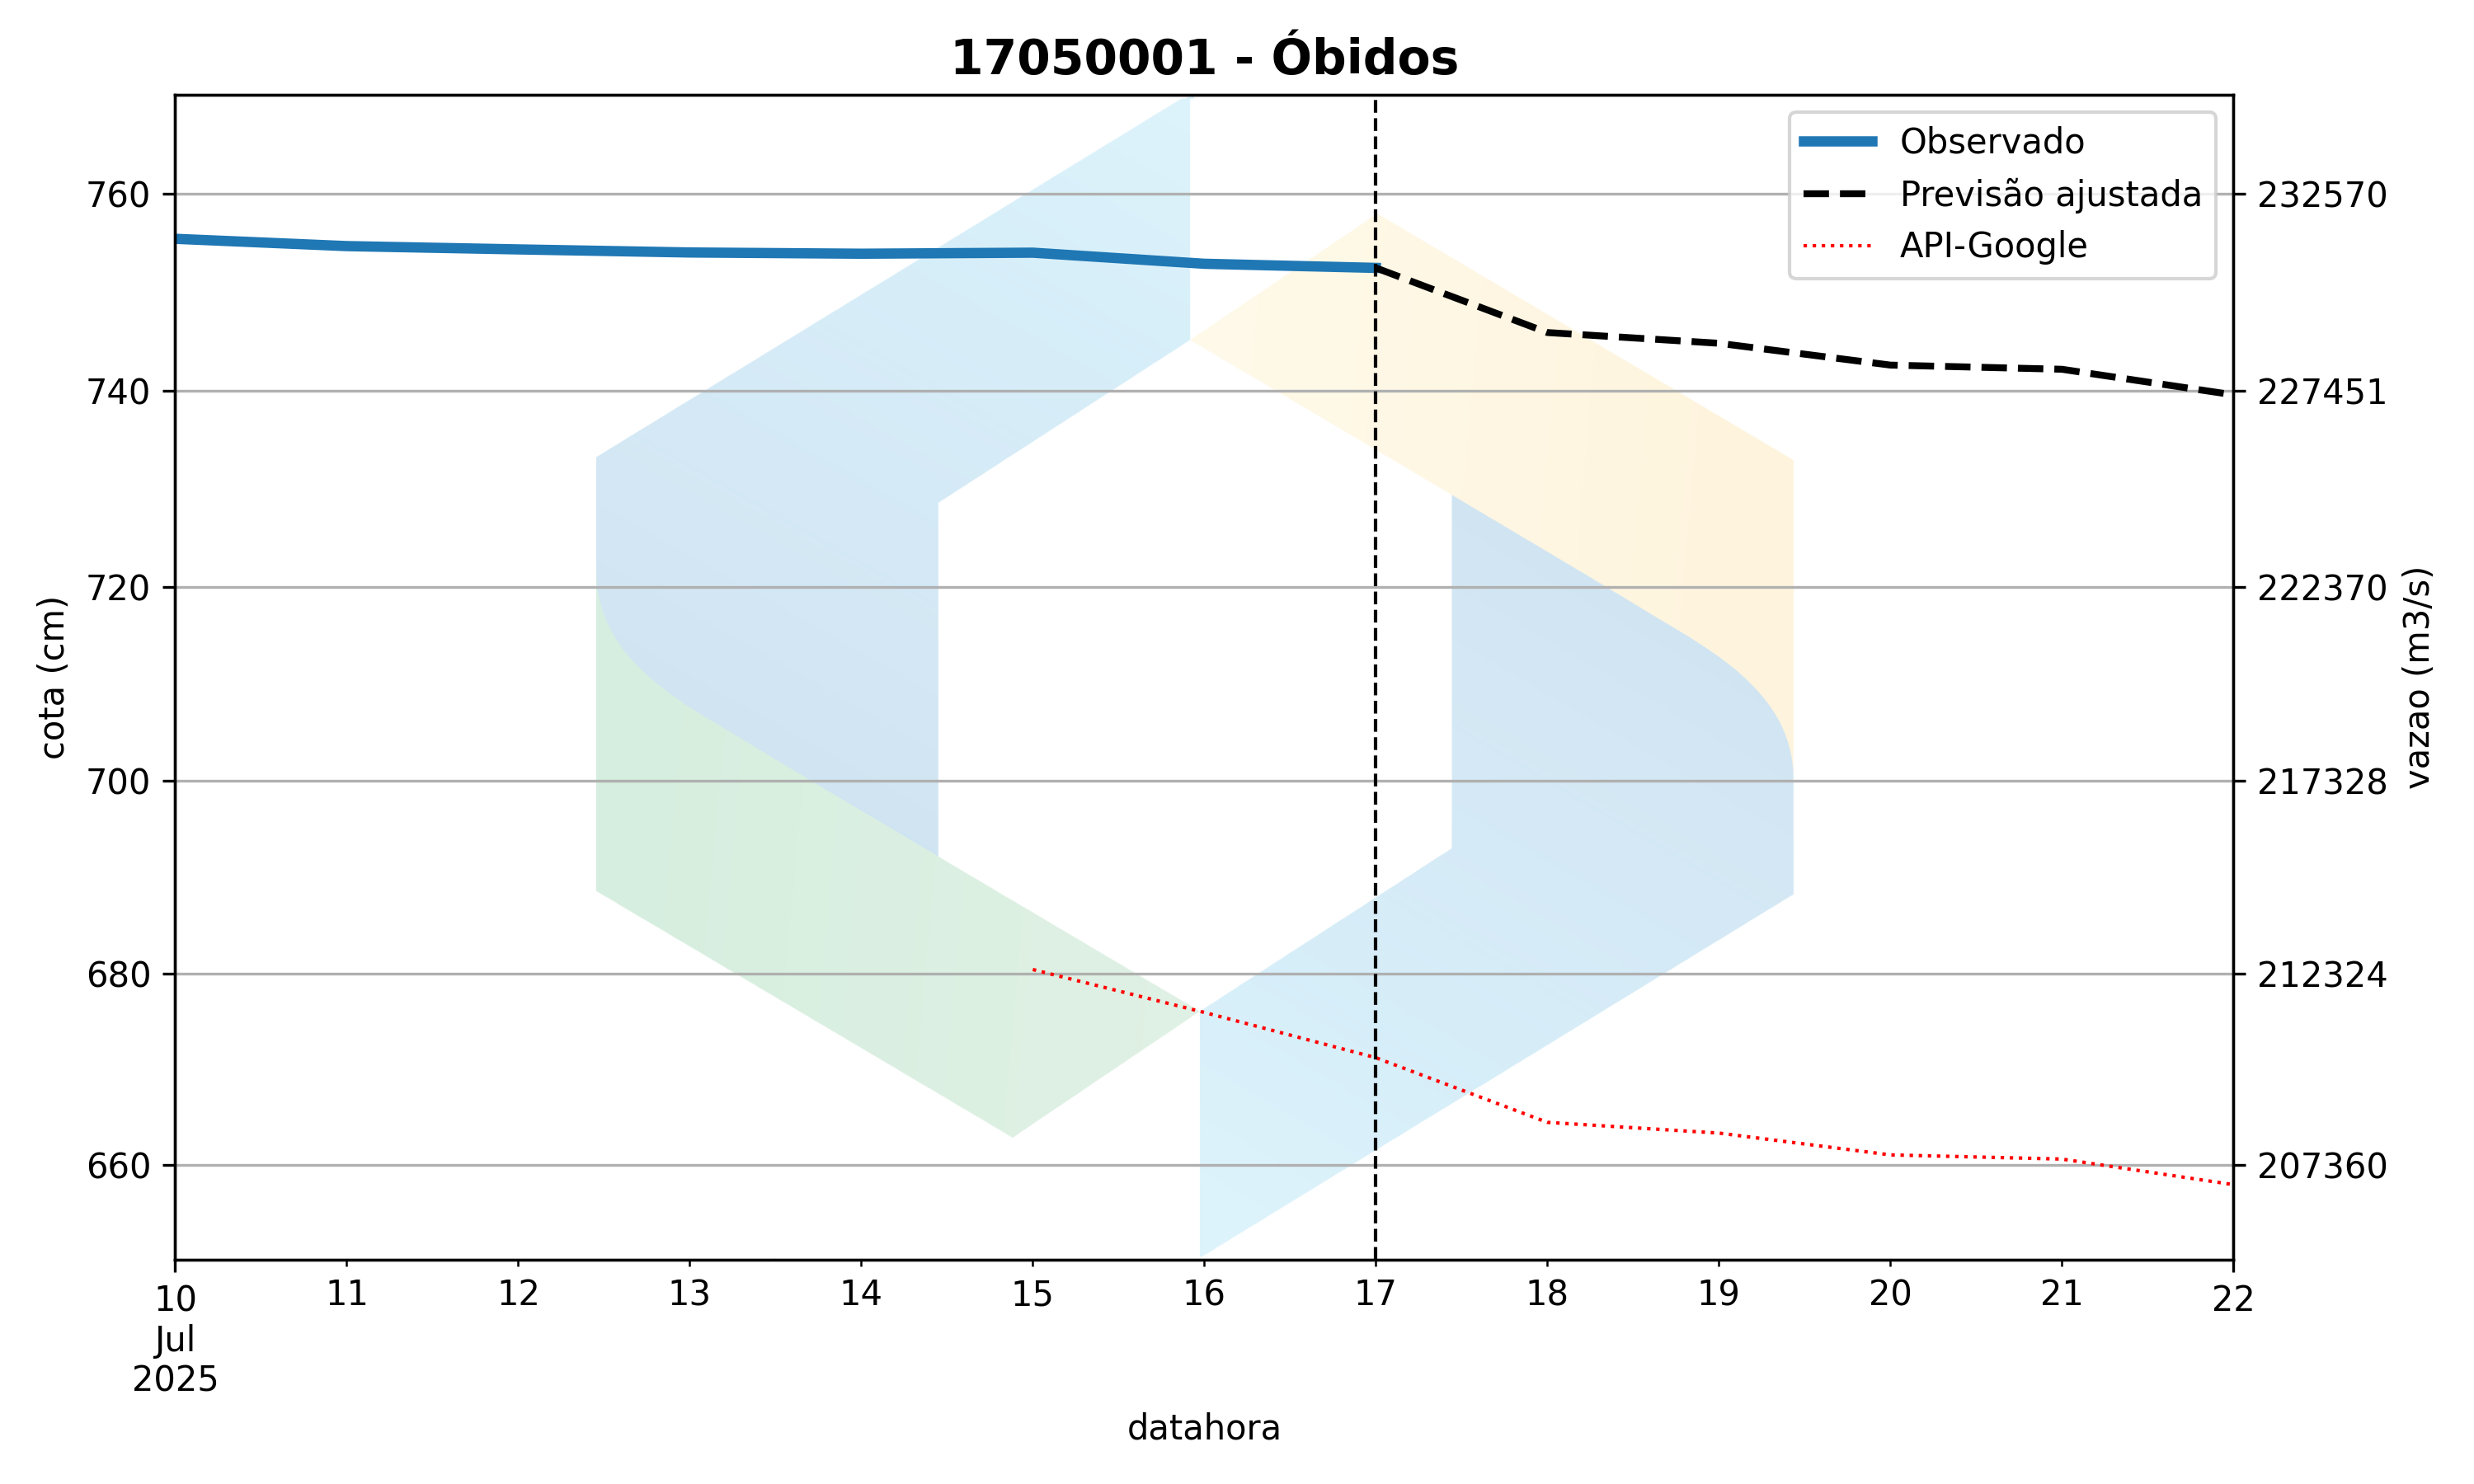 17050001 - Óbidos
Observado
Previsão ajustada
API-Google
760
740
720
700
680
660
cota (cm)
232570
227451
222370
217328
212324
207360
vazao (m3/s)
10 11 12 13 14 15 16 17 18 19 20 21 22
Jul
2025
datahora